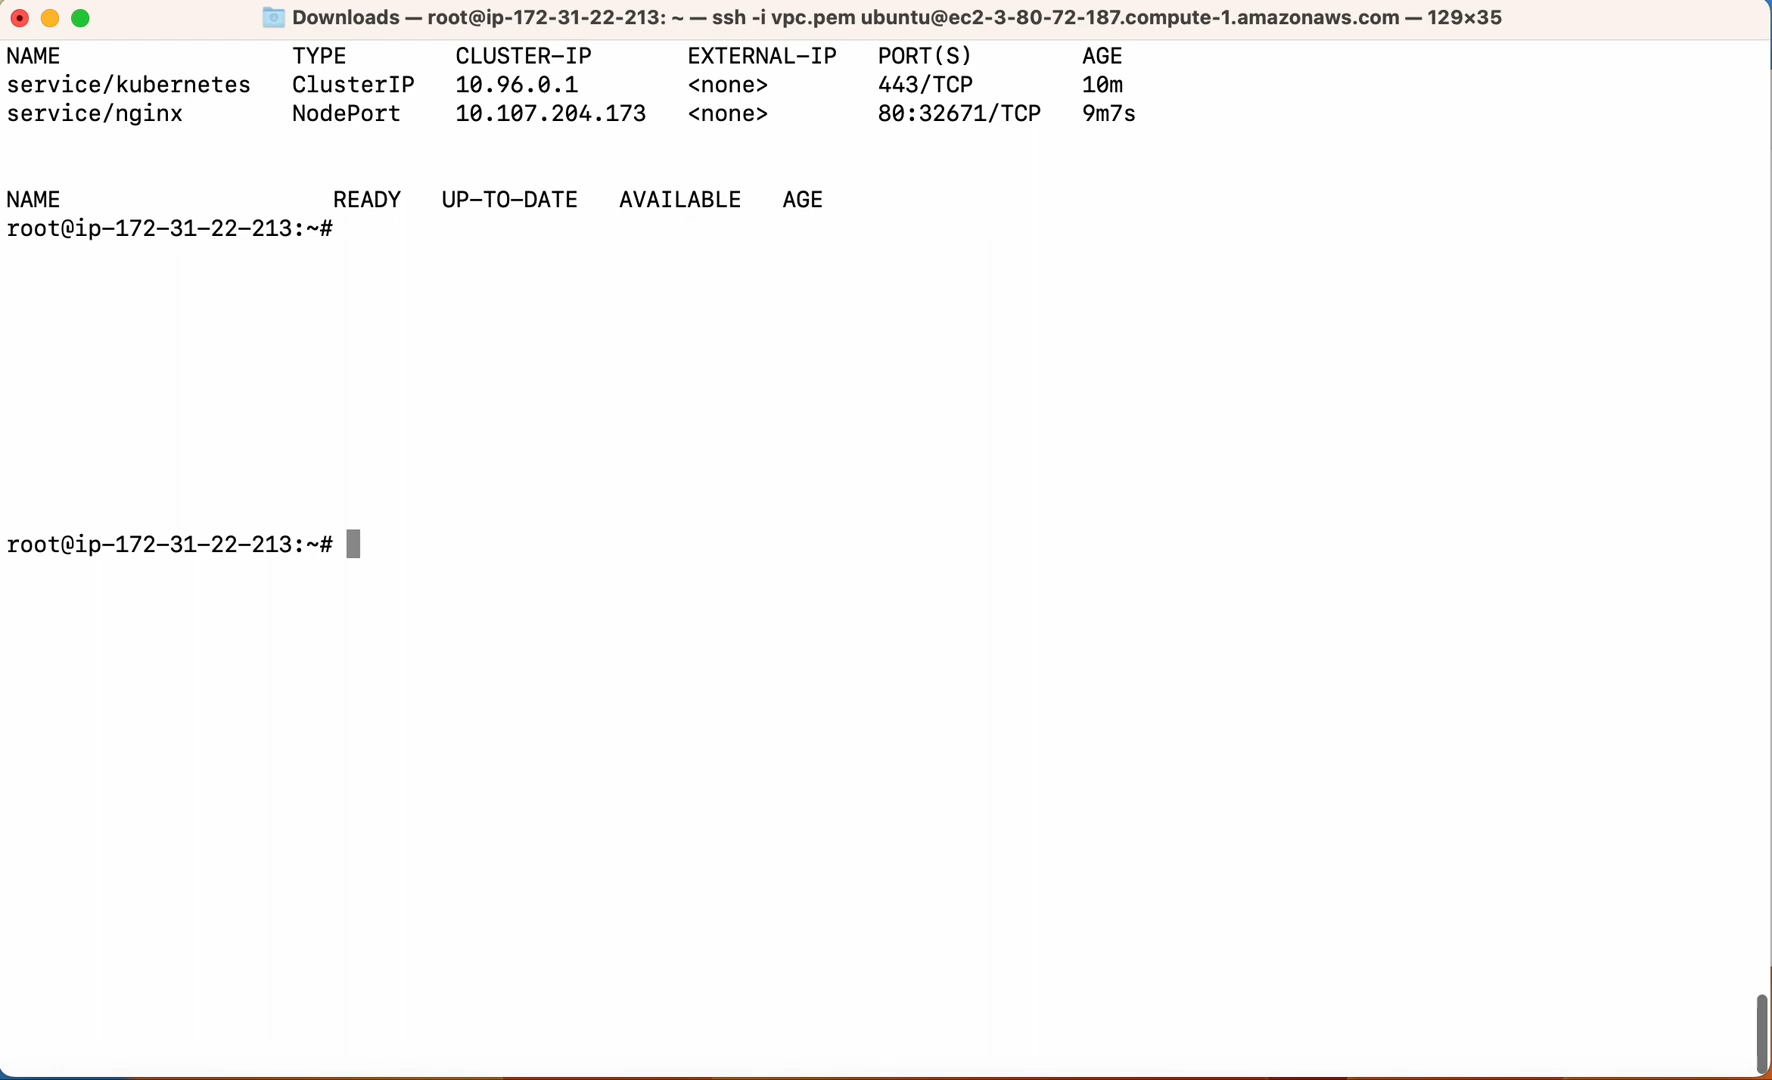 Downloads — root@ip-172-31-22-213: ~ — ssh -i vpc.pem ubuntu@ec2-3-80-72-187.compute-1.amazonaws.com — 129×35
NAME TYPE CLUSTER-IP EXTERNAL-IP PORT(S) AGE
service/kubernetes ClusterIP 10.96.0.1 <none> 443/TCP 10m
service/nginx NodePort 10.107.204.173 <none> 80:32671/TCP 9m7s
NAME READY UP-TO-DATE AVAILABLE AGE
root@ip-172-31-22-213:~#
root@ip-172-31-22-213:~#